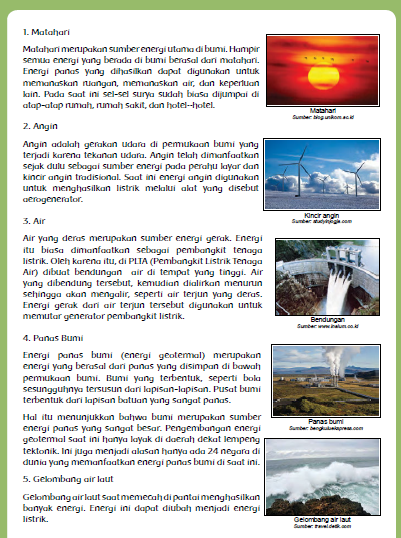 1. Matahari
Matahari merupakan sumber energi utama di bumi. Hampir
semua energi yang berada di bumi berasal dari matahari.
Energi panas yang dihasilkan dapat digunakan untuk
memanaskan ruangan, memanaskan air, dan keperluan
lain. Pada saat ini sel-sel surya sudah biasa dijumpai di
atap-atap rumah, rumah sakit, dan hotel--hotel.
Matahari
Sumber: blog.unikom.ac.id
2. Angin
Angin adalah gerakan udara di permukaan bumi yang
terjadi karena tekanan udara. Angin telah dimanfaatkan
sejak dulu sebagai sumber energi pada perahu layar dan
kincir angin tradisional. Saat ini energi angin digunakan
untuk menghasilkan listrik melalui alat yang disebut
aerogenerator.
Kincir angin
Sumber: studyinjogja.com
3. Air
Air yang deras merupakan sumber energi gerak. Energi
itu biasa dimanfaatkan sebagai pembangkit tenaga
listrik. Oleh karena itu, di PLTA (Pembangkit Listrik Tenaga
Air) dibuat bendungan air di tempat yang tinggi. Air
yang dibendung tersebut, kemudian dialirkan menurun
sehingga akan mengalir, seperti air terjun yang deras.
Energi gerak dari air terjun tersebut digunakan untuk
memutar generator pembangkit listrik.
Bendungan
Sumber: www.inalum.co.id
4. Panas Bumi
Energi panas bumi (energi geotermal) merupakan
energi yang berasal dari panas yang disimpan di bawah
permukaan bumi. Bumi yang terbentuk, seperti bola
sesungguhnya tersusun dari lapisan-lapisan. Pusat bumi
terbentuk dari lapisan batuan yang sangat panas.
Hal itu menunjukkan bahwa bumi merupakan sumber
energi panas yang sangat besar. Pengembangan energi
geotermal saat ini hanya layak di daerah dekat lempeng
tektonik. Ini juga menjadi alasan hanya ada 24 negara di
dunia yang memanfaatkan energi panas bumi di saat ini.
Panas bumi
Sumber: bengkuluekspress.com
5. Gelombang air laut
Gelombang air laut saat memecah di pantai menghasilkan
banyak energi. Energi ini dapat diubah menjadi energi
listrik.
Gelombang air laut
Sumber: travel.detik.com